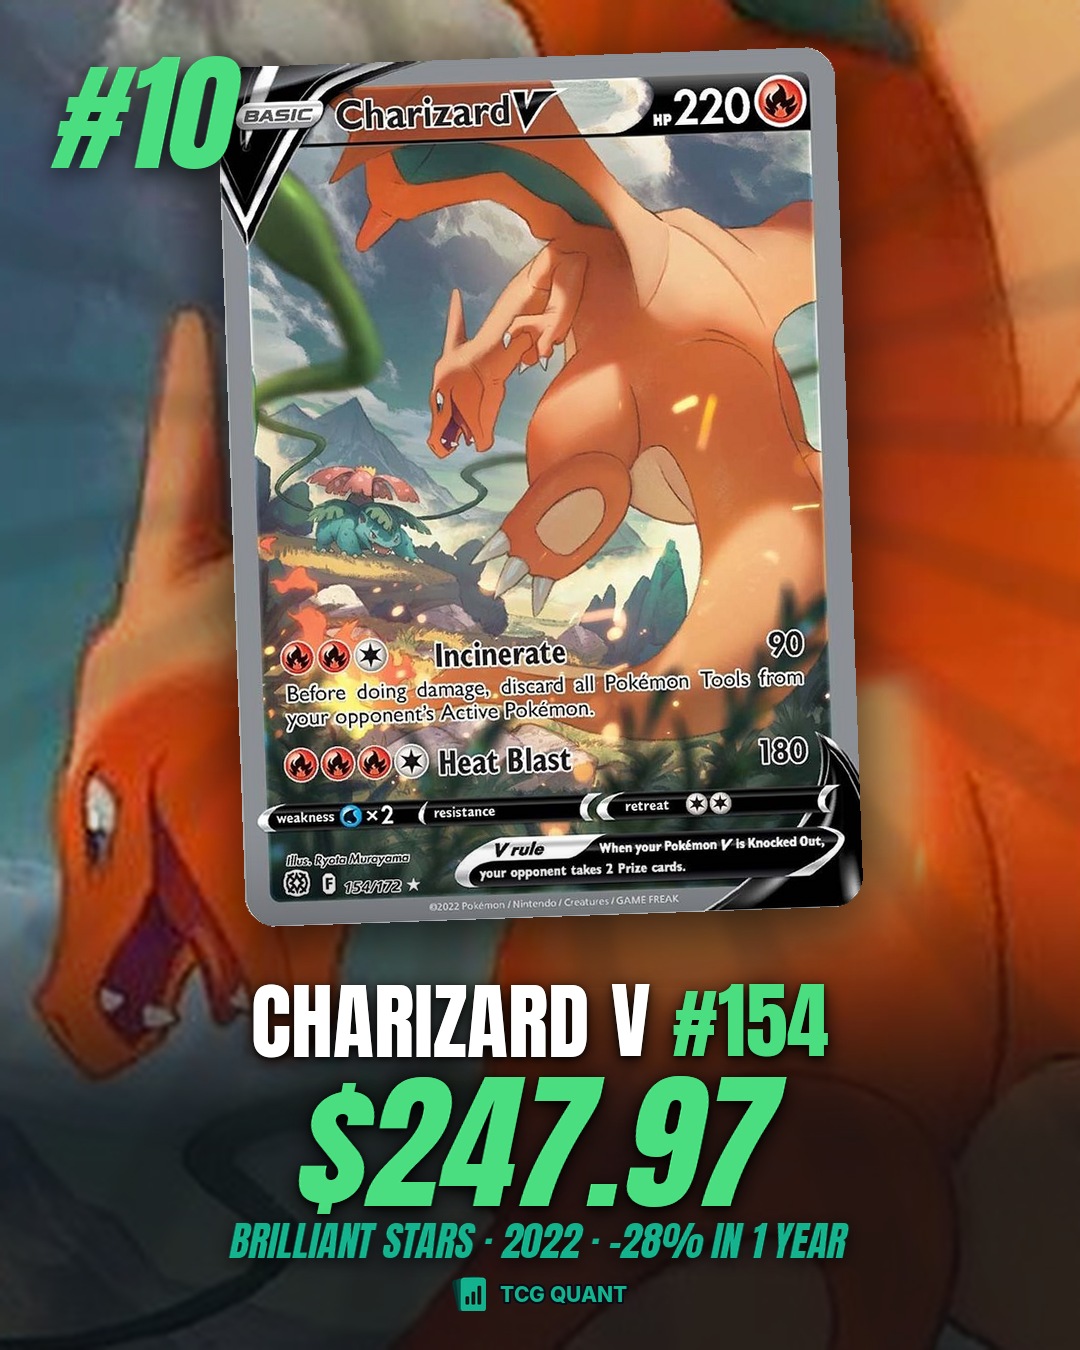 #10
BASIC Charizard V HP 220
Incinerate 90
Before doing damage, discard all Pokémon Tools from
your opponent's Active Pokémon.
Heat Blast 180
weakness ×2 resistance retreat
V rule When your Pokémon V is Knocked Out,
your opponent takes 2 Prize cards.
Illus. Ryota Murayama
F 154/172 ★
©2022 Pokémon / Nintendo / Creatures / GAME FREAK
CHARIZARD V #154
$247.97
BRILLIANT STARS · 2022 · -28% IN 1 YEAR
TCG QUANT